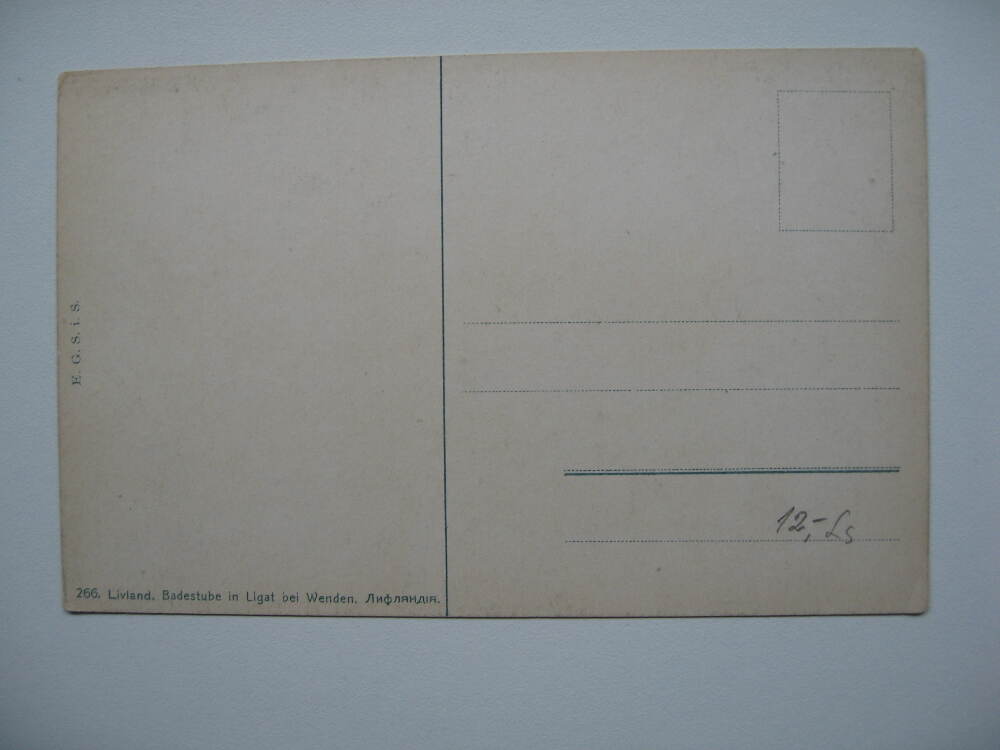 E. G. S. i. S.
12,- Ls
266. Livland. Badestube in Ligat bei Wenden. Лифляндія.